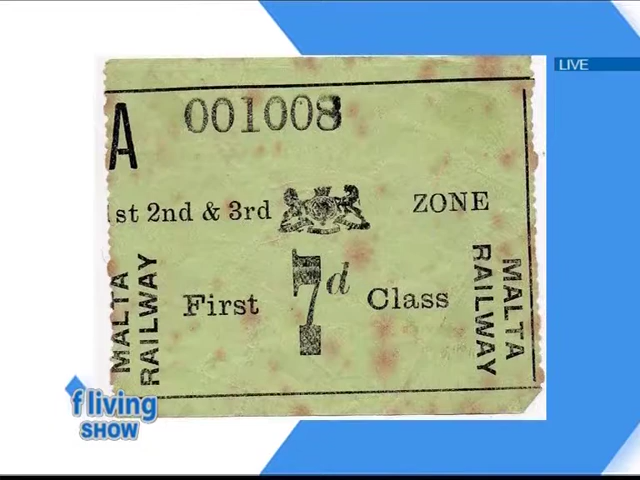 LIVE
A
001008
1st 2nd & 3rd
ZONE
MALTA
RAILWAY
First
7d
Class
MALTA
RAILWAY
f living
SHOW